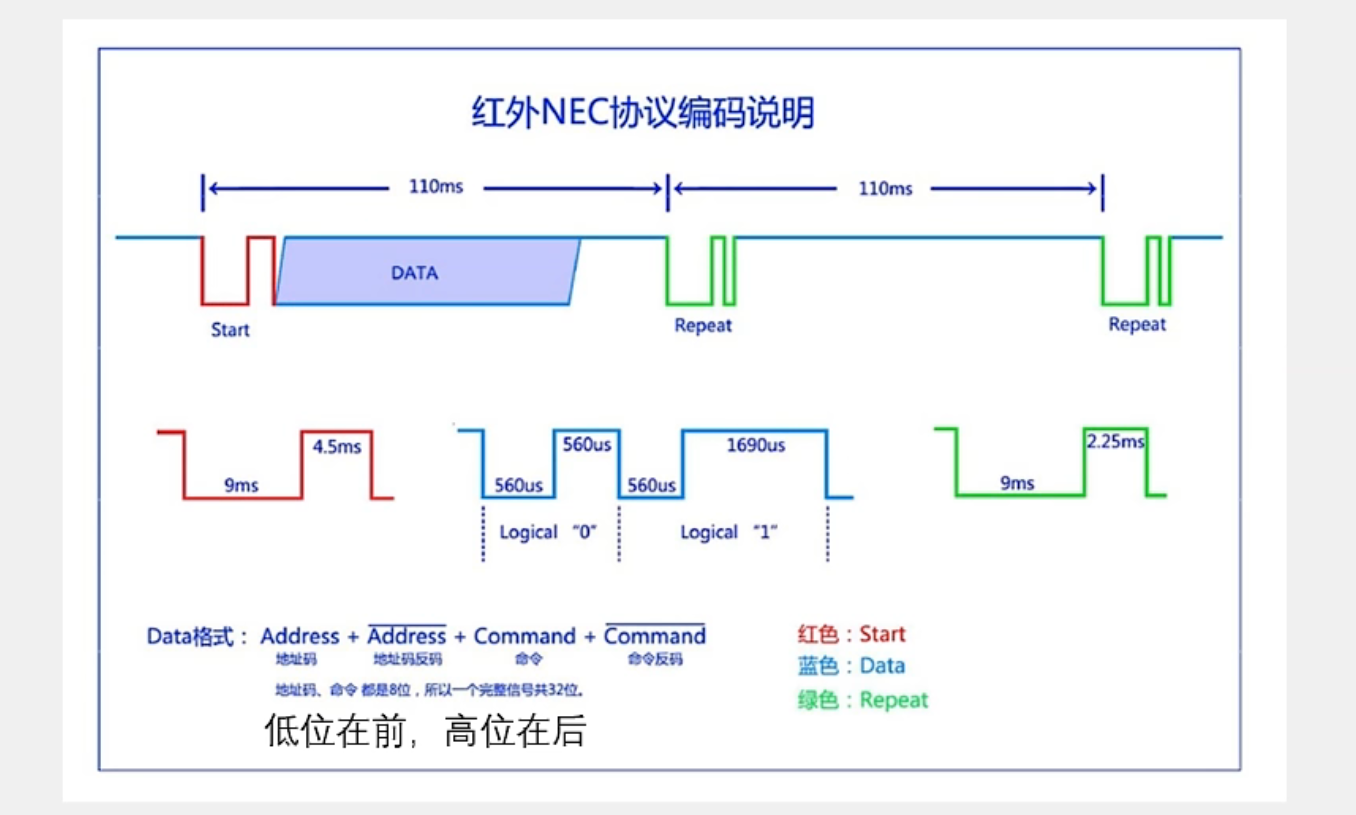 红外NEC协议编码说明
110ms 110ms
DATA
Start Repeat Repeat
4.5ms 560us 1690us 2.25ms
9ms 560us 560us 9ms
Logical “0” Logical “1”
Data格式：Address + Address + Command + Command
地址码 地址码反码 命令 命令反码
地址码、命令 都是8位，所以一个完整信号共32位。
低位在前，高位在后
红色：Start
蓝色：Data
绿色：Repeat